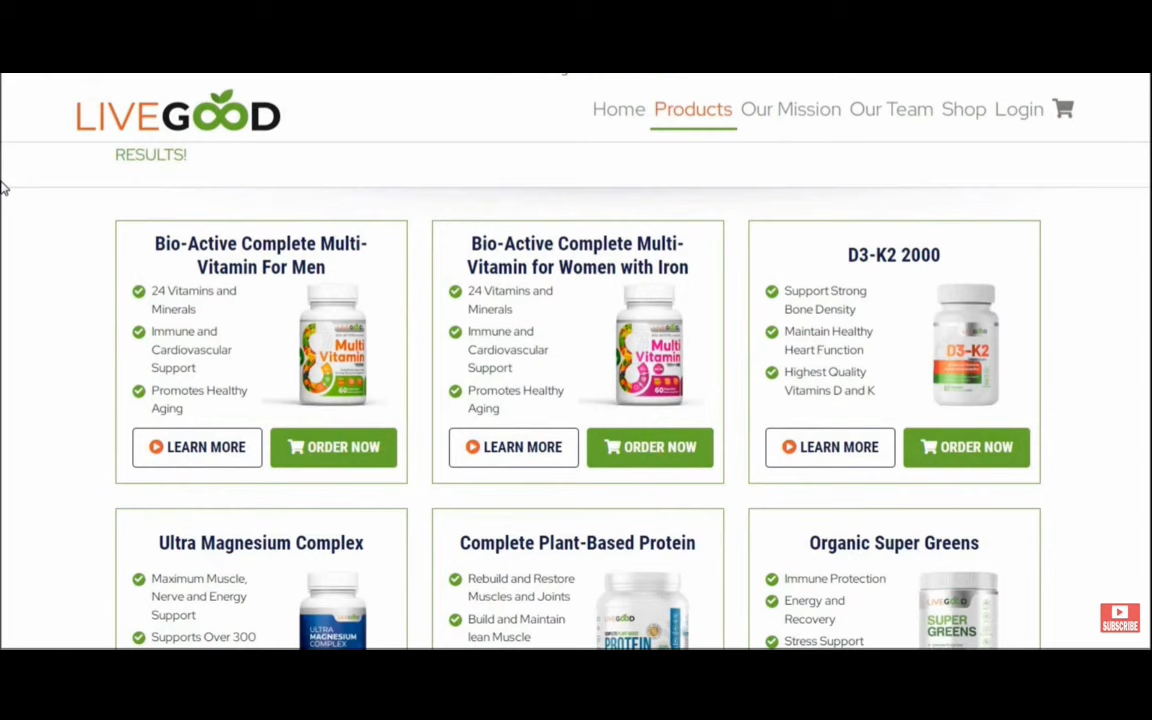 LIVEGOOD
Home Products Our Mission Our Team Shop Login
RESULTS!
Bio-Active Complete Multi-
Vitamin For Men
24 Vitamins and
Minerals
Immune and
Cardiovascular
Support
Promotes Healthy
Aging
Multi
Vitamin
60
LEARN MORE
ORDER NOW
Bio-Active Complete Multi-
Vitamin for Women with Iron
24 Vitamins and
Minerals
Immune and
Cardiovascular
Support
Promotes Healthy
Aging
Multi
Vitamin
60
LEARN MORE
ORDER NOW
D3-K2 2000
Support Strong
Bone Density
Maintain Healthy
Heart Function
Highest Quality
Vitamins D and K
D3-K2
LEARN MORE
ORDER NOW
Ultra Magnesium Complex
Maximum Muscle,
Nerve and Energy
Support
Supports Over 300
ULTRA
MAGNESIUM
COMPLEX
Complete Plant-Based Protein
Rebuild and Restore
Muscles and Joints
Build and Maintain
lean Muscle
LIVEGOOD
PROTEIN
Organic Super Greens
Immune Protection
Energy and
Recovery
Stress Support
LIVEGOOD
SUPER
GREENS
SUBSCRIBE